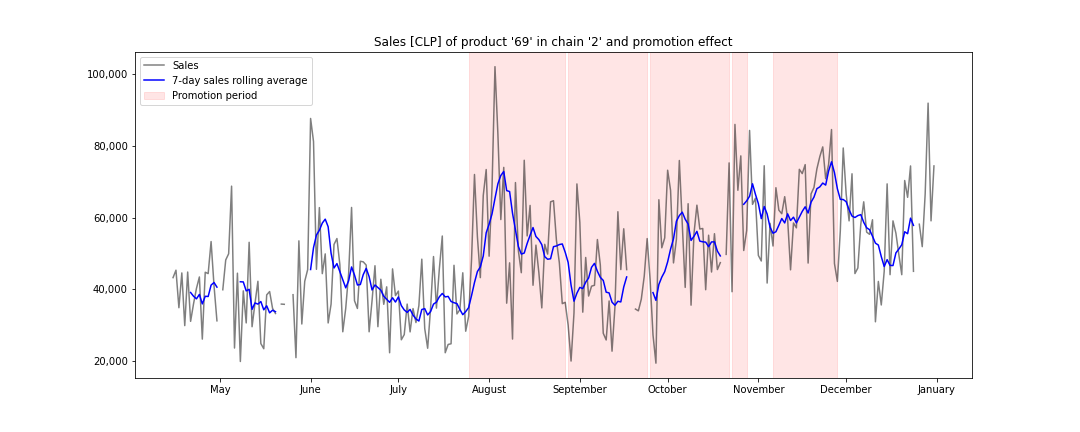 Sales [CLP] of product '69' in chain '2' and promotion effect
Sales
7-day sales rolling average
Promotion period
100,000
80,000
60,000
40,000
20,000
May June July August September October November December January